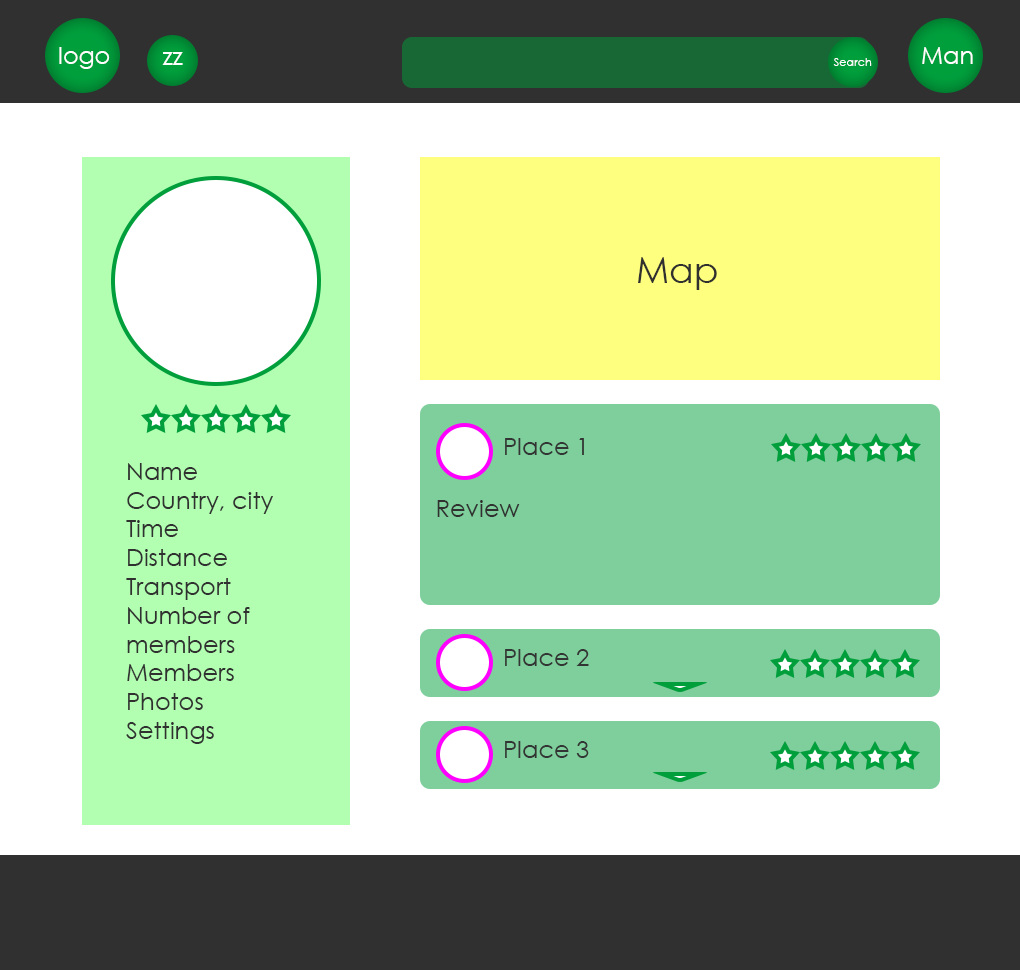 logo
zz
Search
Man
Name
Country, city
Time
Distance
Transport
Number of
members
Members
Photos
Settings
Map
Place 1
Review
Place 2
Place 3